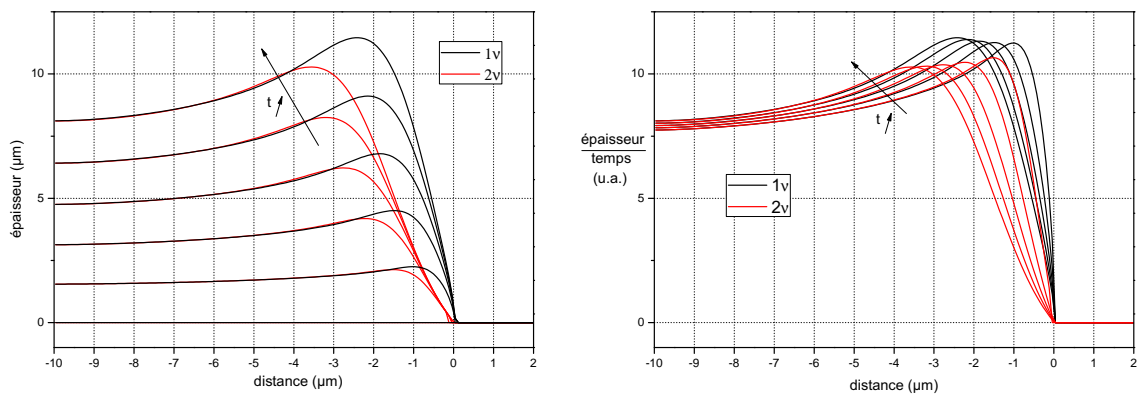 10
5
0
épaisseur (µm)
1ν
2ν
t
-10 -9 -8 -7 -6 -5 -4 -3 -2 -1 0 1 2
distance (µm)
10
5
0
épaisseur
temps
(u.a.)
t
1ν
2ν
-10 -9 -8 -7 -6 -5 -4 -3 -2 -1 0 1 2
distance (µm)